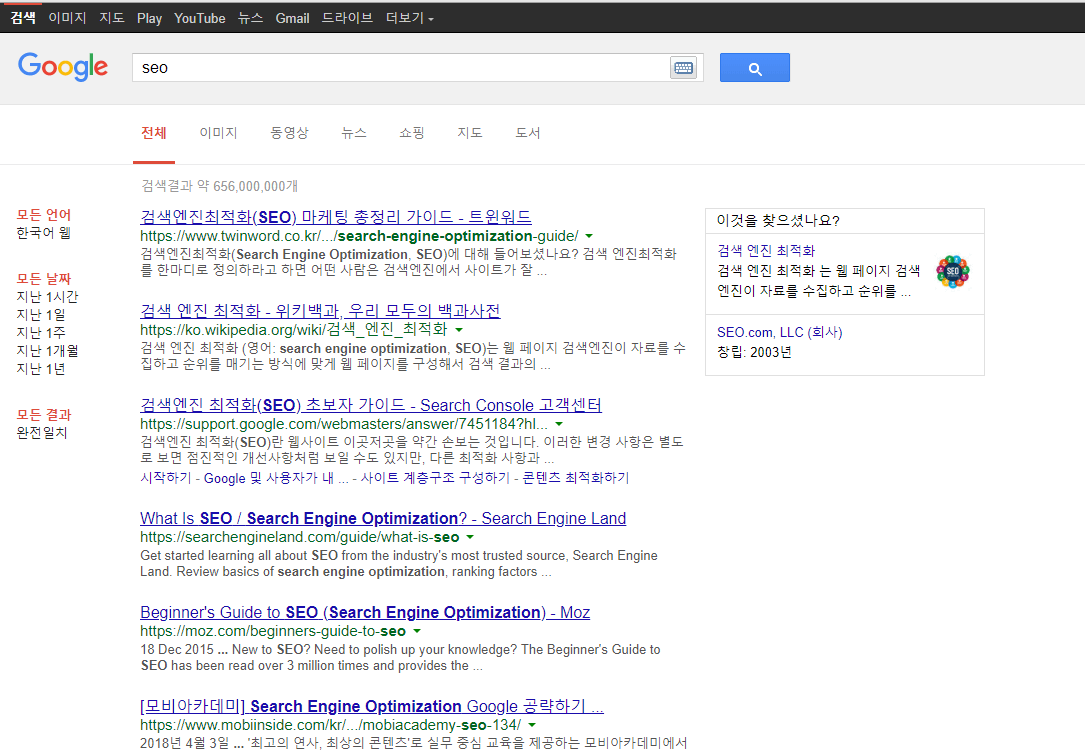 검색 이미지 지도 Play YouTube 뉴스 Gmail 드라이브 더보기
Google
seo
전체 이미지 동영상 뉴스 쇼핑 지도 도서
검색결과 약 656,000,000개
모든 언어
한국어 웹
모든 날짜
지난 1시간
지난 1일
지난 1주
지난 1개월
지난 1년
모든 결과
완전일치
검색엔진최적화(SEO) 마케팅 총정리 가이드 - 트윈워드
https://www.twinword.co.kr/.../search-engine-optimization-guide/
검색엔진최적화(Search Engine Optimization, SEO)에 대해 들어보셨나요? 검색 엔진최적화
를 한마디로 정의하라고 하면 어떤 사람은 검색엔진에서 사이트가 잘 ...
검색 엔진 최적화 - 위키백과, 우리 모두의 백과사전
https://ko.wikipedia.org/wiki/검색_엔진_최적화
검색 엔진 최적화 (영어: search engine optimization, SEO)는 웹 페이지 검색엔진이 자료를 수
집하고 순위를 매기는 방식에 맞게 웹 페이지를 구성해서 검색 결과의 ...
검색엔진 최적화(SEO) 초보자 가이드 - Search Console 고객센터
https://support.google.com/webmasters/answer/7451184?hl...
검색엔진 최적화(SEO)란 웹사이트 이곳저곳을 약간 손보는 것입니다. 이러한 변경 사항은 별도
로 보면 점진적인 개선사항처럼 보일 수도 있지만, 다른 최적화 사항과 ...
시작하기 - Google 및 사용자가 내 ... - 사이트 계층구조 구성하기 - 콘텐츠 최적화하기
What Is SEO / Search Engine Optimization? - Search Engine Land
https://searchengineland.com/guide/what-is-seo
Get started learning all about SEO from the industry's most trusted source, Search Engine
Land. Review basics of search engine optimization, ranking factors ...
Beginner's Guide to SEO (Search Engine Optimization) - Moz
https://moz.com/beginners-guide-to-seo
18 Dec 2015 ... New to SEO? Need to polish up your knowledge? The Beginner's Guide to
SEO has been read over 3 million times and provides the ...
[모비아카데미] Search Engine Optimization Google 공략하기 ...
https://www.mobiinside.com/kr/.../mobiacademy-seo-134/
2018년 4월 3일 ... '최고의 연사, 최상의 콘텐츠'로 실무 중심 교육을 제공하는 모비아카데미에서
이것을 찾으셨나요?
검색 엔진 최적화
검색 엔진 최적화 는 웹 페이지 검색
엔진이 자료를 수집하고 순위를 ...
SEO
SEO.com, LLC (회사)
창립: 2003년